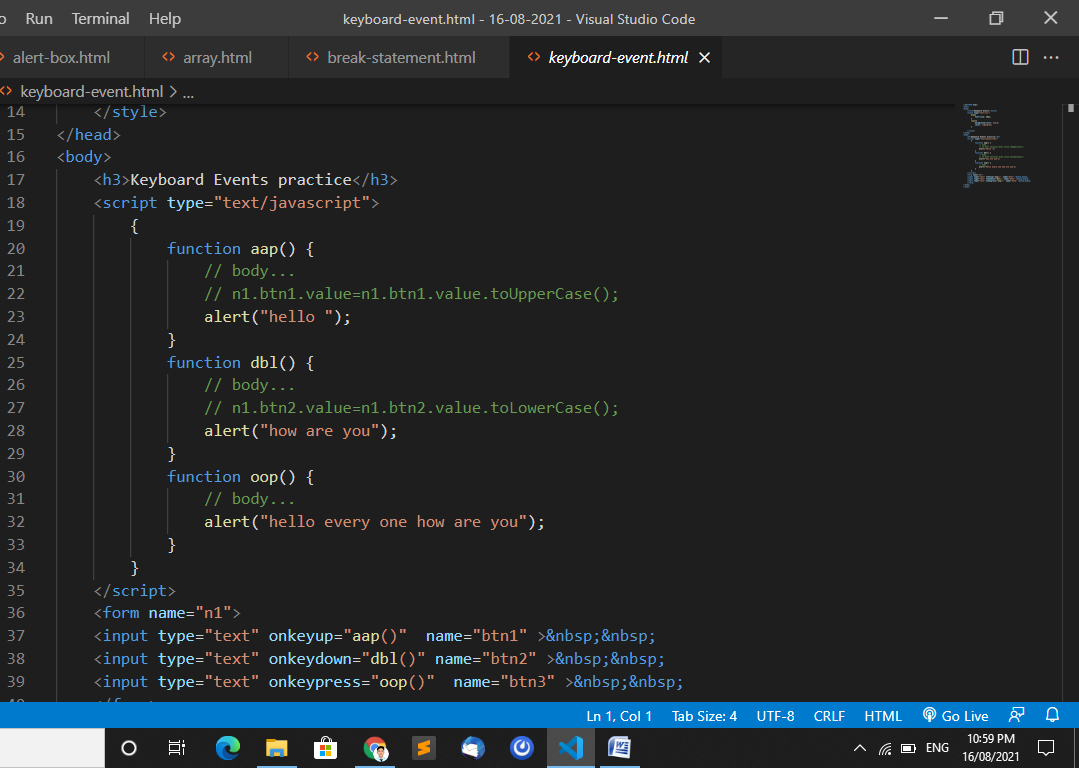 Run Terminal Help keyboard-event.html - 16-08-2021 - Visual Studio Code
alert-box.html array.html break-statement.html keyboard-event.html
keyboard-event.html > ...
14 </style>
15 </head>
16 <body>
17 <h3>Keyboard Events practice</h3>
18 <script type="text/javascript">
19 {
20 function aap() {
21 // body...
22 // n1.btn1.value=n1.btn1.value.toUpperCase();
23 alert("hello ");
24 }
25 function dbl() {
26 // body...
27 // n1.btn2.value=n1.btn2.value.toLowerCase();
28 alert("how are you");
29 }
30 function oop() {
31 // body...
32 alert("hello every one how are you");
33 }
34 }
35 </script>
36 <form name="n1">
37 <input type="text" onkeyup="aap()"  name="btn1" >&nbsp;&nbsp;
38 <input type="text" onkeydown="dbl()" name="btn2" >&nbsp;&nbsp;
39 <input type="text" onkeypress="oop()"  name="btn3" >&nbsp;&nbsp;
Ln 1, Col 1 Tab Size: 4 UTF-8 CRLF HTML Go Live
ENG 10:59 PM
16/08/2021